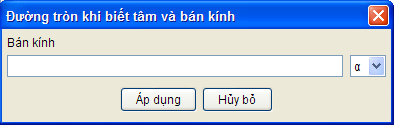 Đường tròn khi biết tâm và bán kính
Bán kính
α
Áp dụng Hủy bỏ